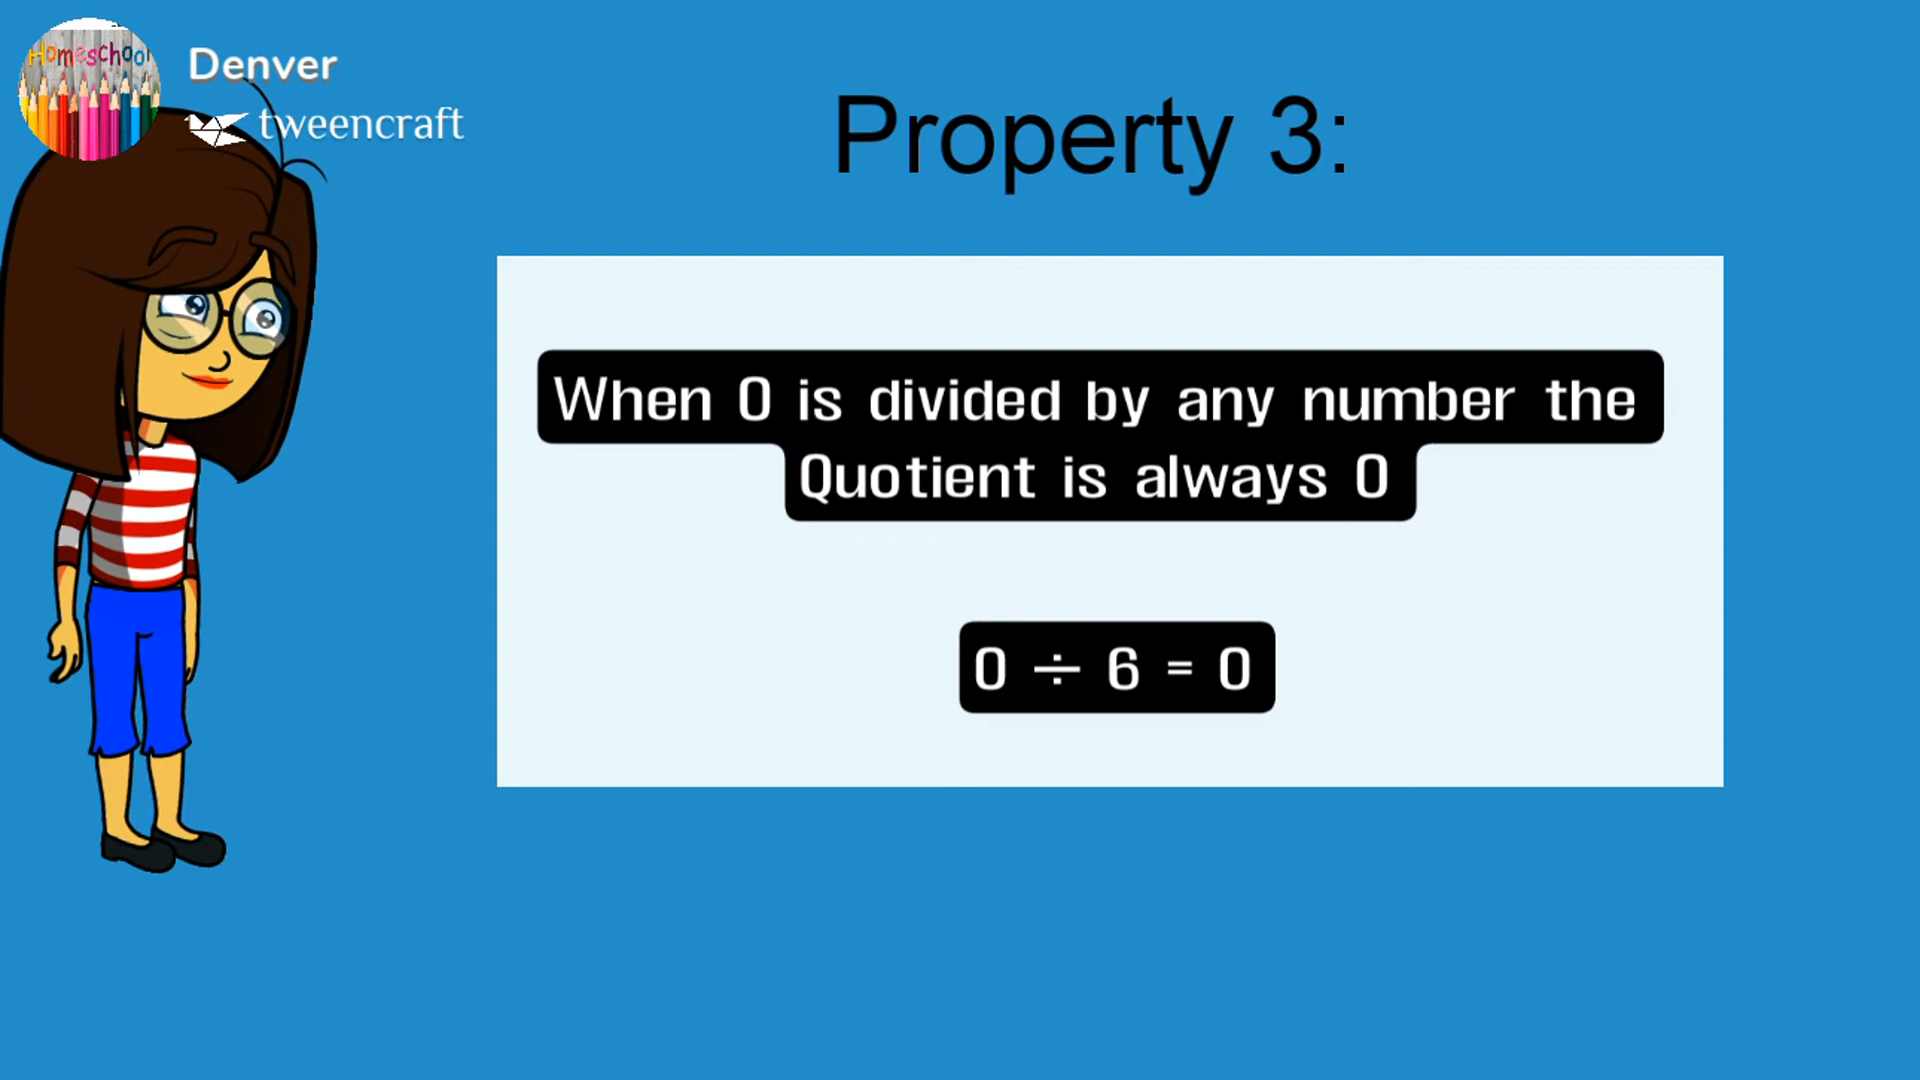 Homeschool
Denver
tweencraft
Property 3:
When 0 is divided by any number the
Quotient is always 0
0 ÷ 6 = 0